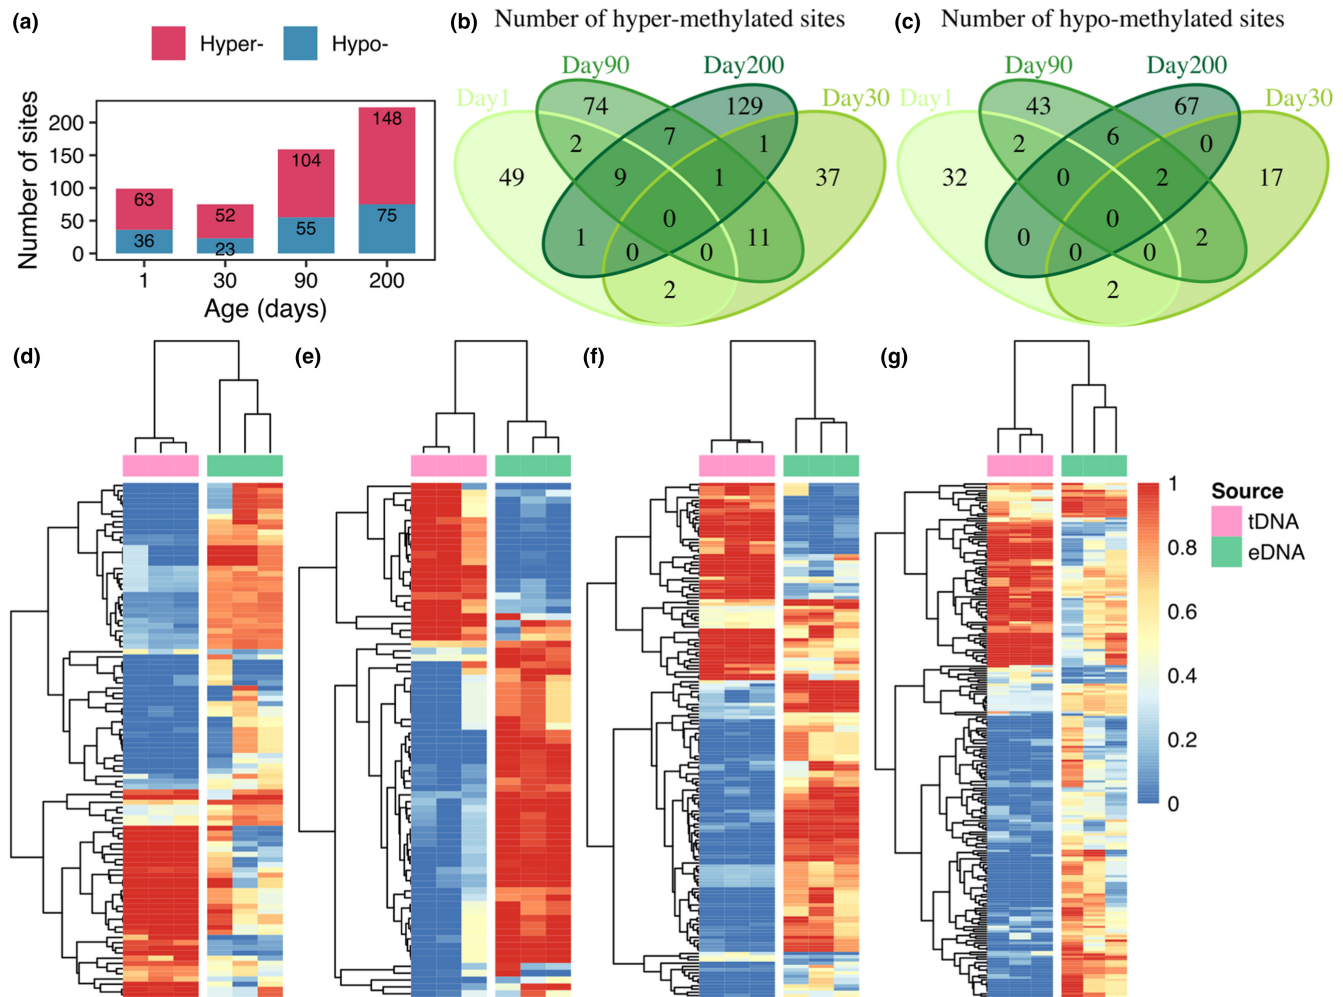 (a)
Hyper-
Hypo-
Number of sites
200
150
100
50
0
63
36
52
23
104
55
148
75
1
30
90
200
Age (days)
(b)
Number of hyper-methylated sites
Day1
Day90
Day200
Day30
74
129
2
7
1
49
9
1
37
0
1
0
0
11
2
(c)
Number of hypo-methylated sites
Day1
Day90
Day200
Day30
43
67
2
6
0
32
0
2
17
0
0
0
0
2
2
(d)
(e)
(f)
(g)
1
0.8
0.6
0.4
0.2
0
Source
tDNA
eDNA